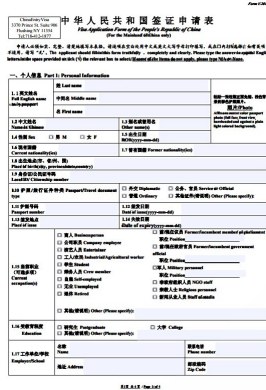 Form V.2013
ChinaEntryVisa
3370 Prince St. Suite 908
Flushing NY 11354
Tel:718-412-1877
中华人民共和国签证申请表
Visa Application Form of the People's Republic of China
(For the Mainland of China only)
一、个人信息 Part 1: Personal Information
1.1 英文姓名
Full English name
as in passport
姓 Last name
中间名 Middle name
名 First name
照片/Photo
1.2 中文姓名
Name in Chinese
1.3 别名或曾用名
Other name(s)
1.4 性别 Sex □ 男 M □ 女 F
1.5 出生日期
DOB(yyyy-mm-dd)
1.6 现有国籍
Current nationality(ies)
1.7 曾有国籍 Former nationality(ies)
1.8 出生地点(市、省/州、国)
Place of birth(city, province/state,country)
1.9 身份证/公民证号码
Local ID/ Citizenship number
1.10 护照/旅行证件种类 Passport/Travel document
type
□ 外交 Diplomatic □ 公务、官员 Service or Official
□ 普通 Ordinary □ 其他证件(请说明) Other (Please specify):
1.11 护照号码
Passport number
1.12 签发日期
Date of issue(yyyy-mm-dd)
1.13 签发地点
Place of issue
1.14 失效日期
Date of expiry(yyyy-mm-dd)
1.15 当前职业
(可选多项)
Current
occupation(s)
□ 商人 Businessperson
□ 公司职员 Company employee
□ 演艺人员 Entertainer
□ 工人/农民 Industrial/Agricultural worker
□ 学生 Student
□ 乘务人员 Crew member
□ 自雇 Self-employed
□ 无业 Unemployed
□ 退休 Retired
□ 前/现任议员 Former/incumbent member of parliament
职位 Position
□ 前/现任政府官员 Former/incumbent government
official
职位 Position
□ 军人 Military personnel
职位 Position
□ 非政府组织人员 NGO staff
□ 宗教人士 Religious personnel
□ 新闻从业人员 Staff of media
□ 其他(请说明) Other (Please specify):
1.16 受教育程度
Education
□ 研究生 Postgraduate □ 大学 College
□ 其他(请说明) Other (Please specify):
1.17 工作单位/学校
Employer/School
名称
Name
联系电话
Phone number
地址 Address
邮政编码
Zip Code